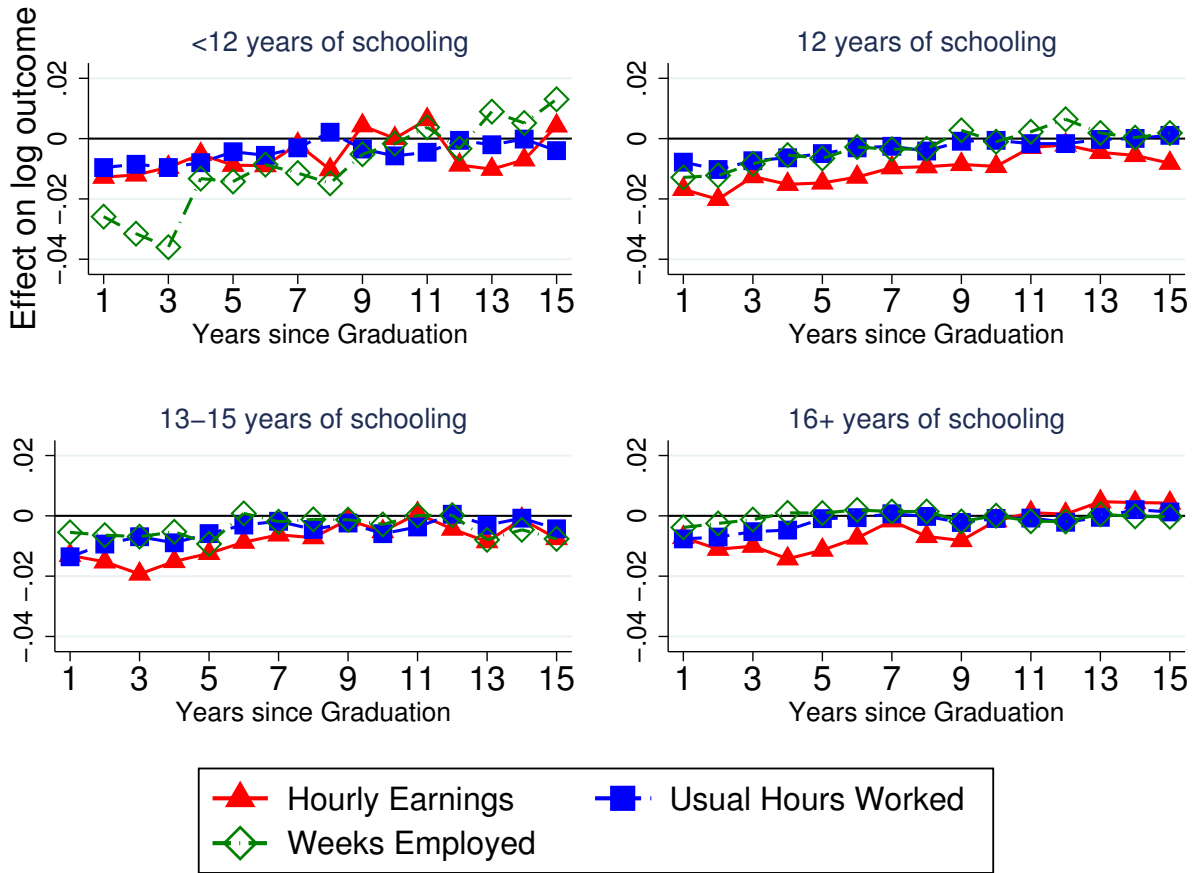 Effect on log outcome
<12 years of schooling
.02
0
−.02
−.04
1 3 5 7 9 11 13 15
Years since Graduation
12 years of schooling
.02
0
−.02
−.04
1 3 5 7 9 11 13 15
Years since Graduation
13−15 years of schooling
.02
0
−.02
−.04
1 3 5 7 9 11 13 15
Years since Graduation
16+ years of schooling
.02
0
−.02
−.04
1 3 5 7 9 11 13 15
Years since Graduation
Hourly Earnings
Usual Hours Worked
Weeks Employed